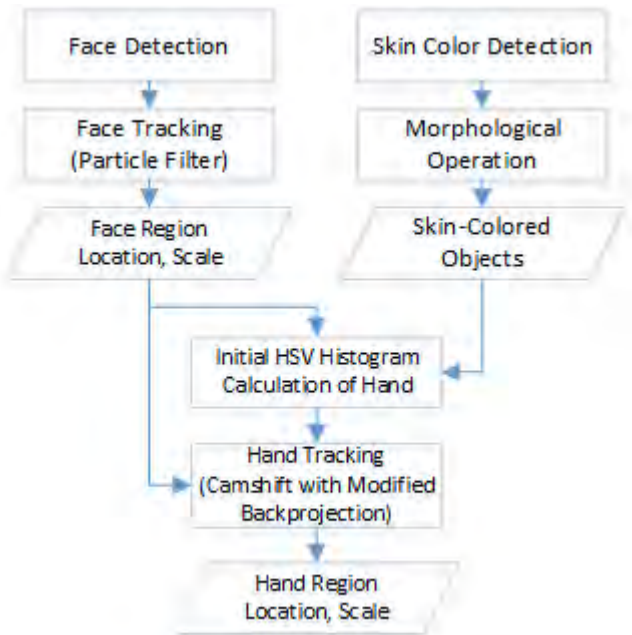 Face Detection
Skin Color Detection
Face Tracking
(Particle Filter)
Morphological
Operation
Face Region
Location, Scale
Skin-Colored
Objects
Initial HSV Histogram
Calculation of Hand
Hand Tracking
(Camshift with Modified
Backprojection)
Hand Region
Location, Scale